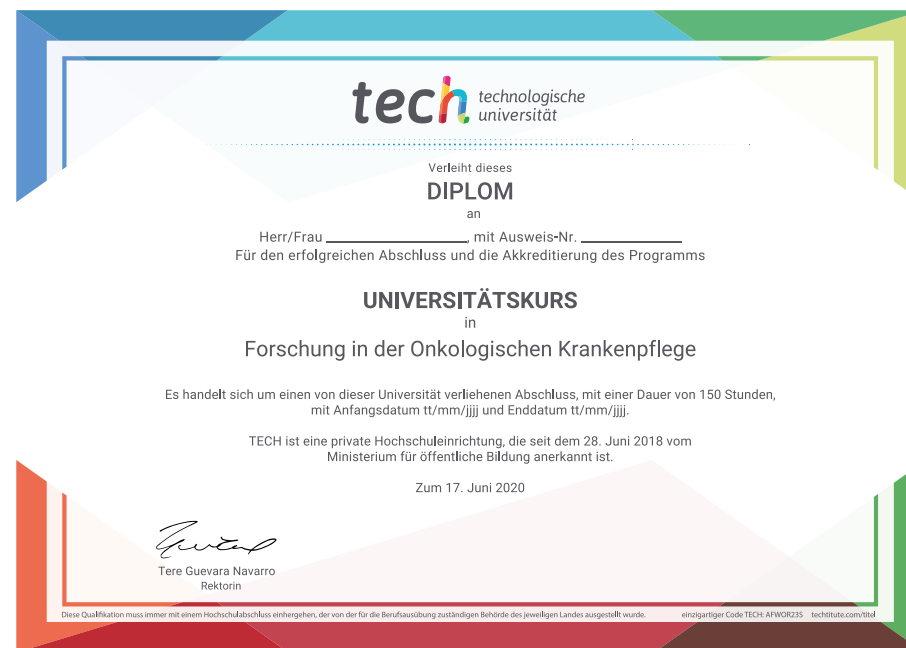 tech technologische
universität
Verleiht dieses
DIPLOM
an
Herr/Frau ____________________, mit Ausweis-Nr. ______________
Für den erfolgreichen Abschluss und die Akkreditierung des Programms
UNIVERSITÄTSKURS
in
Forschung in der Onkologischen Krankenpflege
Es handelt sich um einen von dieser Universität verliehenen Abschluss, mit einer Dauer von 150 Stunden,
mit Anfangsdatum tt/mm/jjjj und Enddatum tt/mm/jjjj.
TECH ist eine private Hochschuleinrichtung, die seit dem 28. Juni 2018 vom
Ministerium für öffentliche Bildung anerkannt ist.
Zum 17. Juni 2020
Tere Guevara Navarro
Rektorin
Diese Qualifikation muss immer mit einem Hochschulabschluss einhergehen, der von der für die Berufsausübung zuständigen Behörde des jeweiligen Landes ausgestellt wurde. einzigartiger Code TECH: AFWOR23S techtitute.com/titel